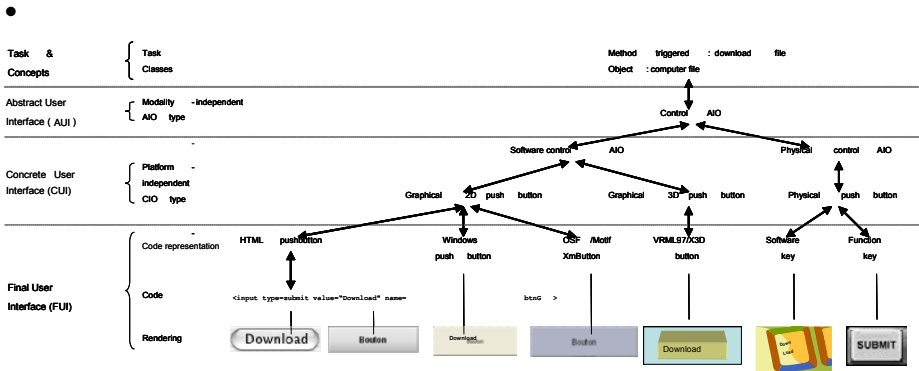 Task & Concepts
Task
Classes
Method triggered : download file
Object : computer file
Abstract User Interface ( AUI )
Modality - independent
AIO type
Control AIO
Software control AIO
Physical control AIO
Concrete User Interface (CUI)
Platform -
independent
CIO type
Graphical 2D push button
Graphical 3D push button
Physical push button
Final User Interface (FUI)
Code representation
HTML pushbutton
Windows push button
OSF /Motif XmButton
VRML97/X3D button
Software key
Function key
Code
<input type=submit value="Download" name= btnG >
Rendering
Download
Bouton
Download
Bouton
Download
Down
Load
SUBMIT